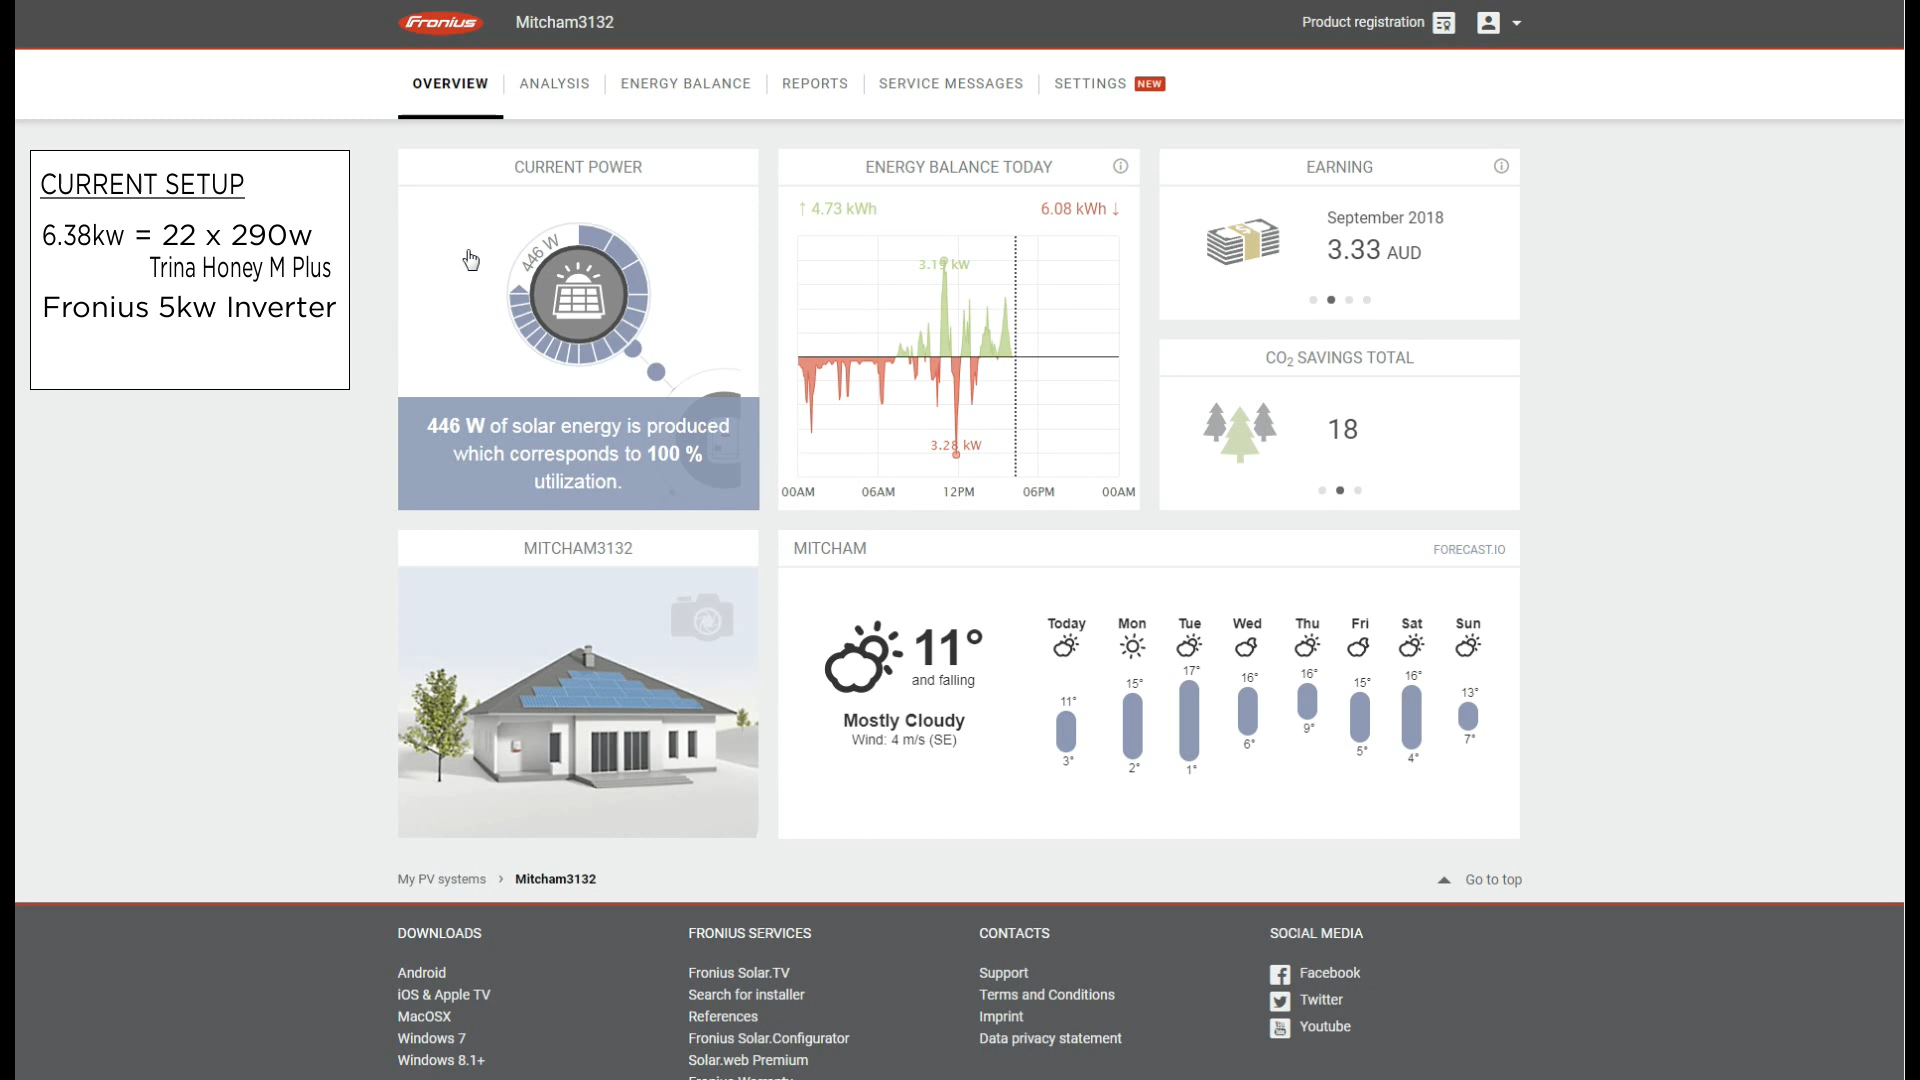 Fronius
Mitcham3132
Product registration
OVERVIEW
ANALYSIS
ENERGY BALANCE
REPORTS
SERVICE MESSAGES
SETTINGS NEW
CURRENT SETUP
6.38kw = 22 x 290w
Trina Honey M Plus
Fronius 5kw Inverter
CURRENT POWER
446 W
446 W of solar energy is produced
which corresponds to 100 %
utilization.
ENERGY BALANCE TODAY
↑ 4.73 kWh
6.08 kWh ↓
3.19 kW
3.28 kW
00AM 06AM 12PM 06PM 00AM
EARNING
September 2018
3.33 AUD
CO2 SAVINGS TOTAL
18
MITCHAM3132
MITCHAM
FORECAST.IO
11°
and falling
Mostly Cloudy
Wind: 4 m/s (SE)
Today Mon Tue Wed Thu Fri Sat Sun
11° 15° 17° 16° 16° 15° 16° 13°
3° 2° 1° 6° 9° 5° 4° 7°
My PV systems › Mitcham3132
Go to top
DOWNLOADS
Android
iOS & Apple TV
MacOSX
Windows 7
Windows 8.1+
FRONIUS SERVICES
Fronius Solar.TV
Search for installer
References
Fronius Solar.Configurator
Solar.web Premium
Fronius Warranty
CONTACTS
Support
Terms and Conditions
Imprint
Data privacy statement
SOCIAL MEDIA
Facebook
Twitter
Youtube